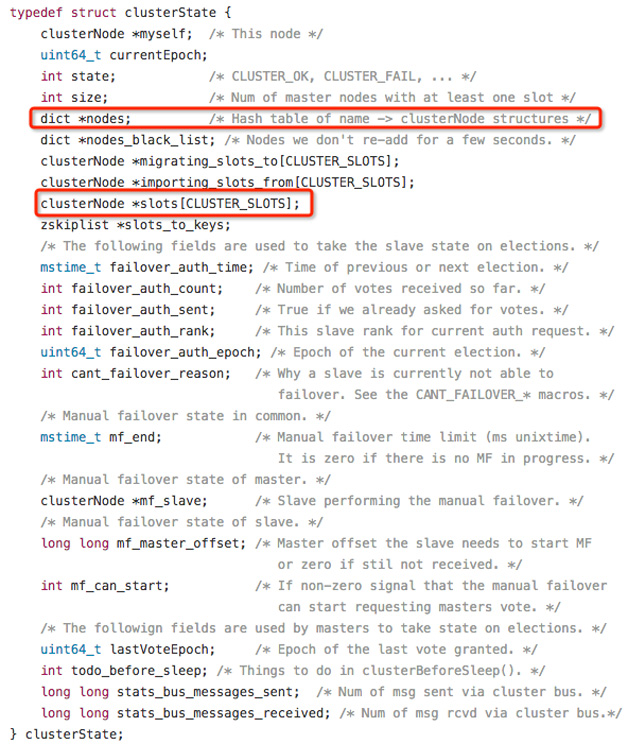 typedef struct clusterState {
    clusterNode *myself;  /* This node */
    uint64_t currentEpoch;
    int state;            /* CLUSTER_OK, CLUSTER_FAIL, ... */
    int size;             /* Num of master nodes with at least one slot */
    dict *nodes;          /* Hash table of name -> clusterNode structures */
    dict *nodes_black_list; /* Nodes we don't re-add for a few seconds. */
    clusterNode *migrating_slots_to[CLUSTER_SLOTS];
    clusterNode *importing_slots_from[CLUSTER_SLOTS];
    clusterNode *slots[CLUSTER_SLOTS];
    zskiplist *slots_to_keys;
    /* The following fields are used to take the slave state on elections. */
    mstime_t failover_auth_time; /* Time of previous or next election. */
    int failover_auth_count;    /* Number of votes received so far. */
    int failover_auth_sent;     /* True if we already asked for votes. */
    int failover_auth_rank;     /* This slave rank for current auth request. */
    uint64_t failover_auth_epoch; /* Epoch of the current election. */
    int cant_failover_reason;   /* Why a slave is currently not able to
                                   failover. See the CANT_FAILOVER_* macros. */
    /* Manual failover state in common. */
    mstime_t mf_end;            /* Manual failover time limit (ms unixtime).
                                   It is zero if there is no MF in progress. */
    /* Manual failover state of master. */
    clusterNode *mf_slave;      /* Slave performing the manual failover. */
    /* Manual failover state of slave. */
    long long mf_master_offset; /* Master offset the slave needs to start MF
                                   or zero if stil not received. */
    int mf_can_start;           /* If non-zero signal that the manual failover
                                   can start requesting masters vote. */
    /* The followign fields are used by masters to take state on elections. */
    uint64_t lastVoteEpoch;     /* Epoch of the last vote granted. */
    int todo_before_sleep; /* Things to do in clusterBeforeSleep(). */
    long long stats_bus_messages_sent;  /* Num of msg sent via cluster bus. */
    long long stats_bus_messages_received; /* Num of msg rcvd via cluster bus.*/
} clusterState;